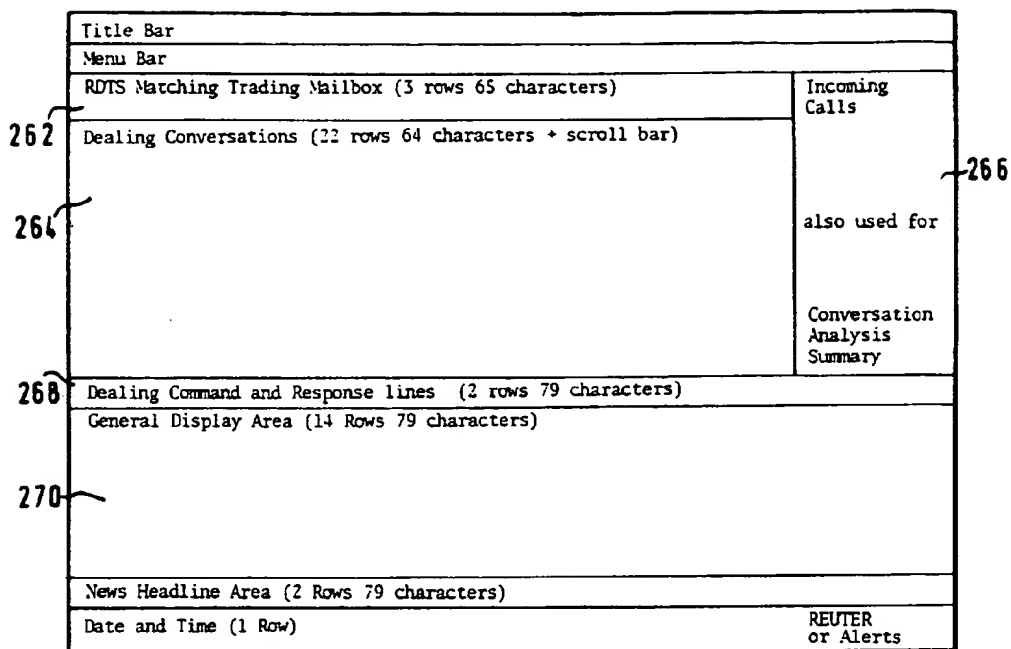 Title Bar
Menu Bar
RDTS Matching Trading Mailbox (3 rows 65 characters)
Incoming
Calls
262
Dealing Conversations (22 rows 64 characters + scroll bar)
266
264
also used for
Conversation
Analysis
Summary
268
Dealing Command and Response lines (2 rows 79 characters)
General Display Area (14 Rows 79 characters)
270
News Headline Area (2 Rows 79 characters)
Date and Time (1 Row)
REUTER
or Alerts